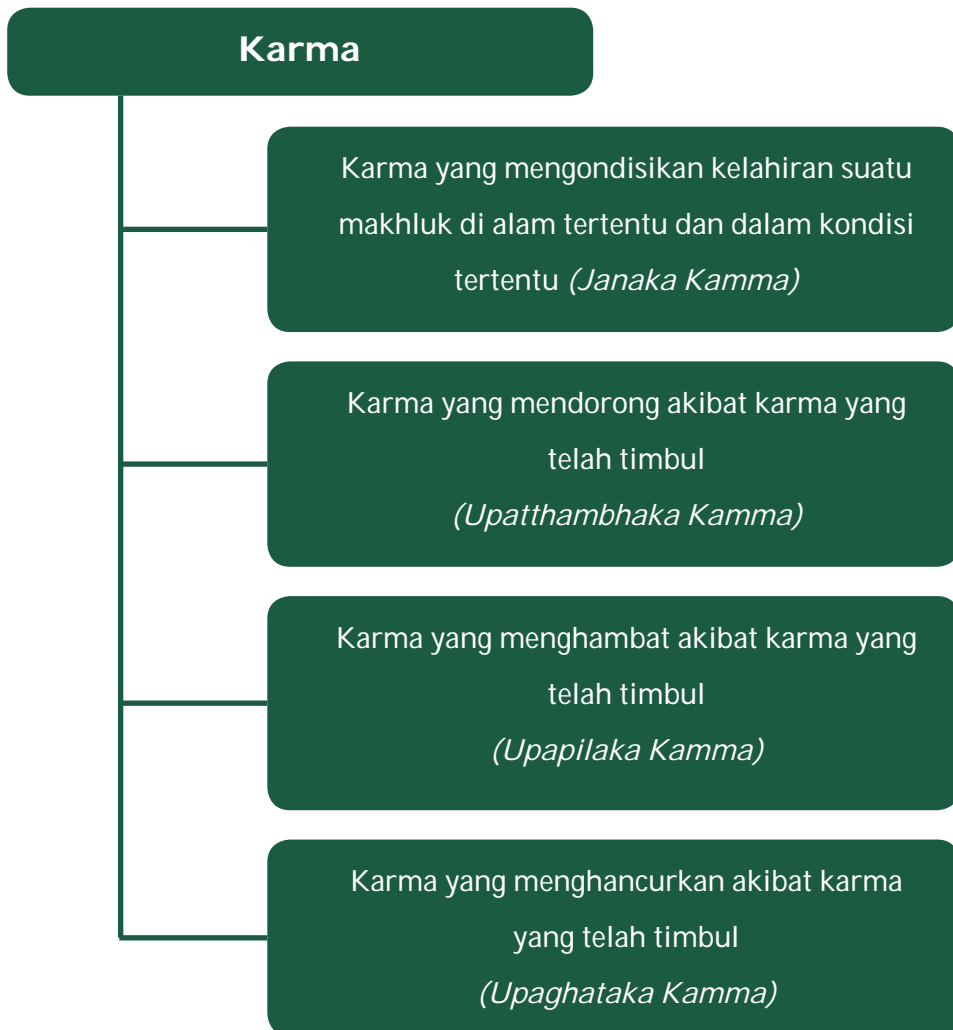 Karma
Karma yang mengondisikan kelahiran suatu
makhluk di alam tertentu dan dalam kondisi
tertentu (Janaka Kamma)
Karma yang mendorong akibat karma yang
telah timbul
(Upatthambhaka Kamma)
Karma yang menghambat akibat karma yang
telah timbul
(Upapilaka Kamma)
Karma yang menghancurkan akibat karma
yang telah timbul
(Upaghataka Kamma)